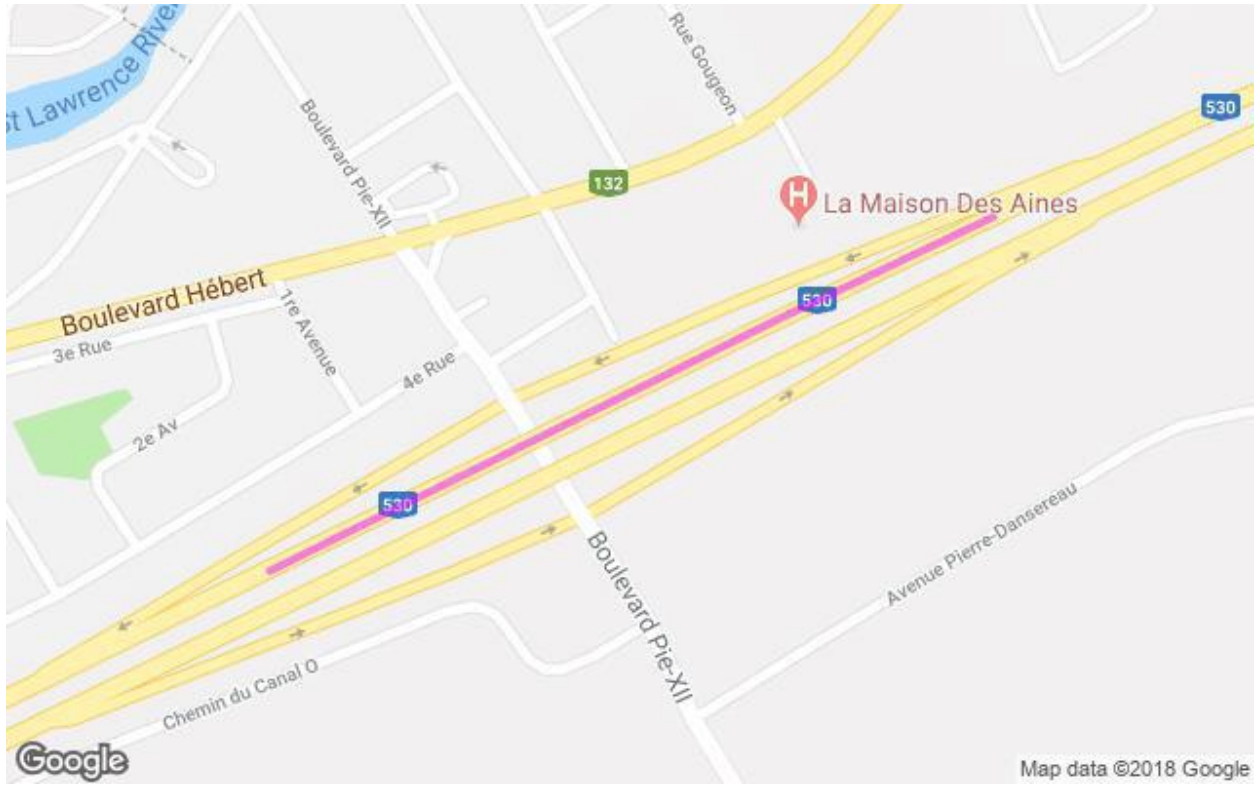 Rue Gougeon
530
St Lawrence River
Boulevard Pie-XII
132
La Maison Des Aines
Boulevard Hébert
530
3e Rue
1re Avenue
4e Rue
2e Av
530
Boulevard Pie-XII
Avenue Pierre-Dansereau
Chemin du Canal O
Google
Map data ©2018 Google